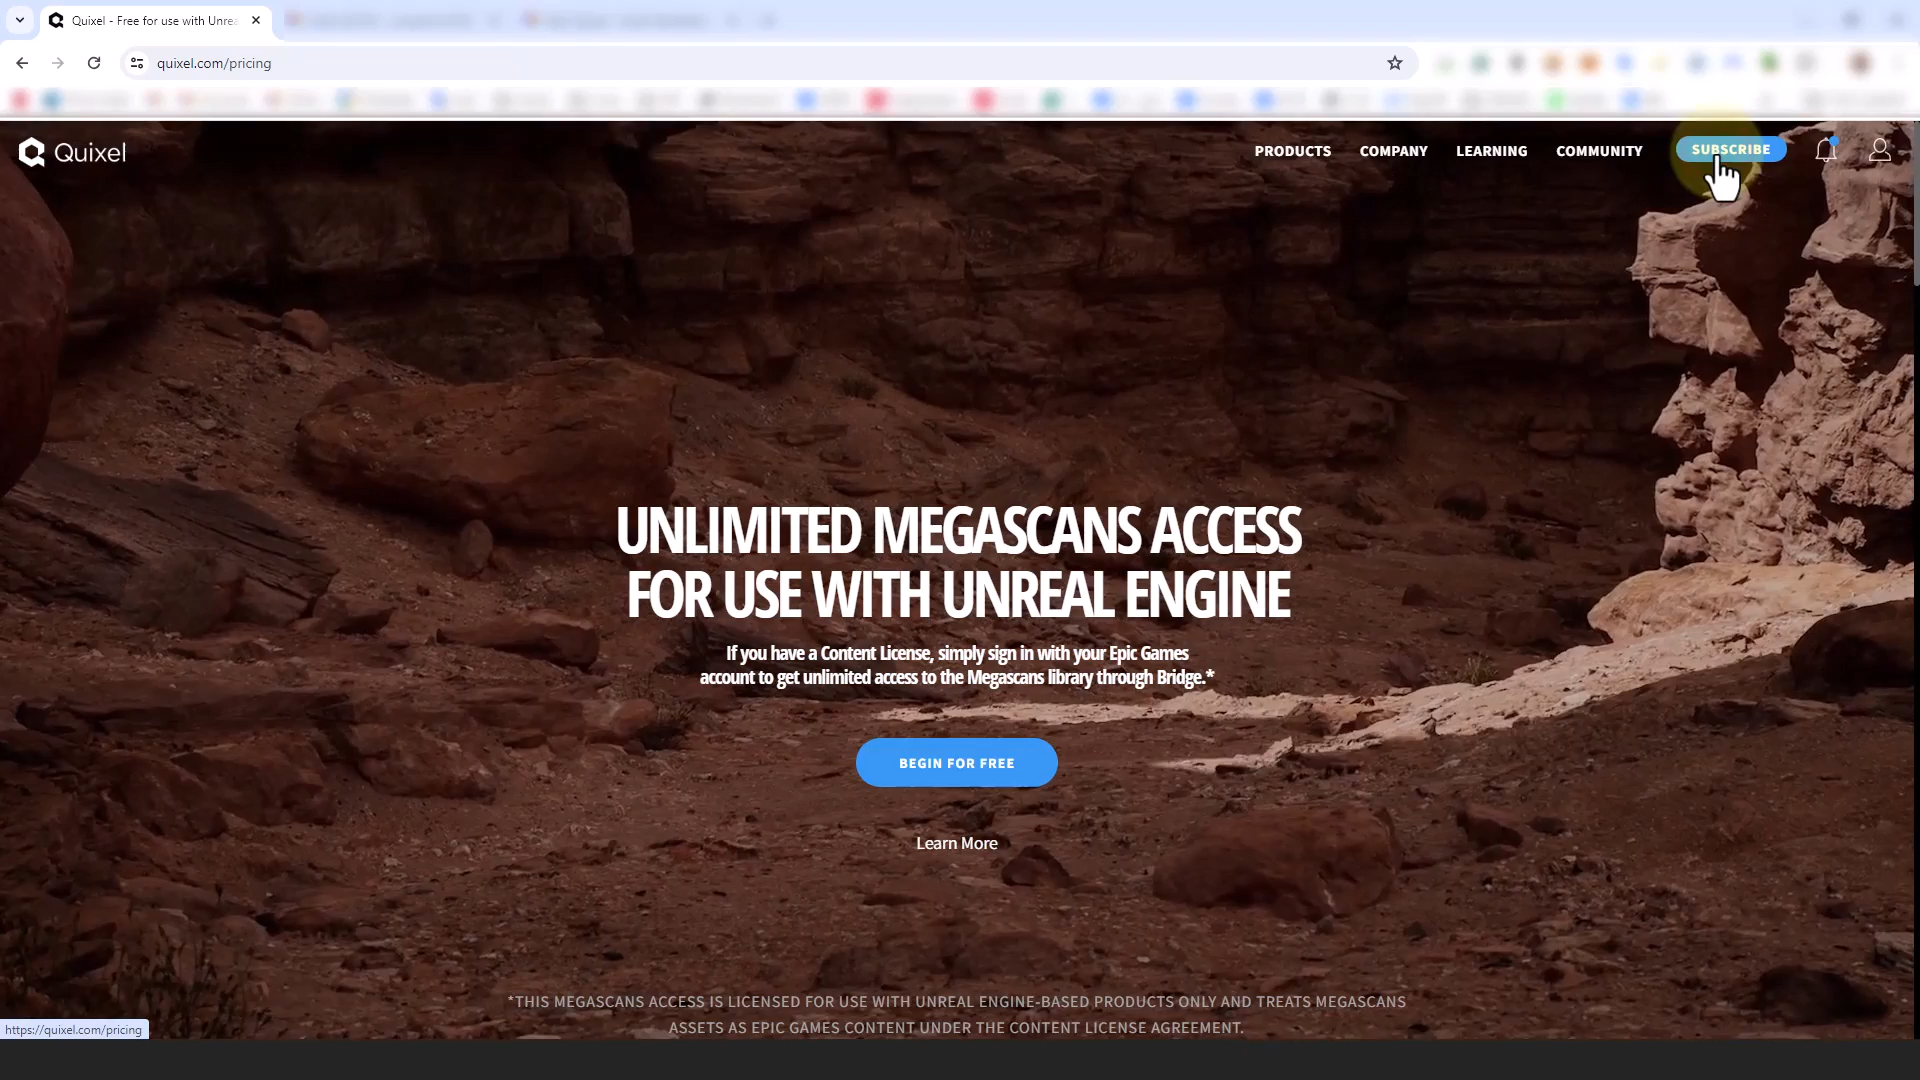 Quixel - Free for use with Unrea
quixel.com/pricing
Quixel
PRODUCTS
COMPANY
LEARNING
COMMUNITY
SUBSCRIBE
UNLIMITED MEGASCANS ACCESS
FOR USE WITH UNREAL ENGINE
If you have a Content License, simply sign in with your Epic Games
account to get unlimited access to the Megascans library through Bridge.*
BEGIN FOR FREE
Learn More
*THIS MEGASCANS ACCESS IS LICENSED FOR USE WITH UNREAL ENGINE-BASED PRODUCTS ONLY AND TREATS MEGASCANS
ASSETS AS EPIC GAMES CONTENT UNDER THE CONTENT LICENSE AGREEMENT.
https://quixel.com/pricing